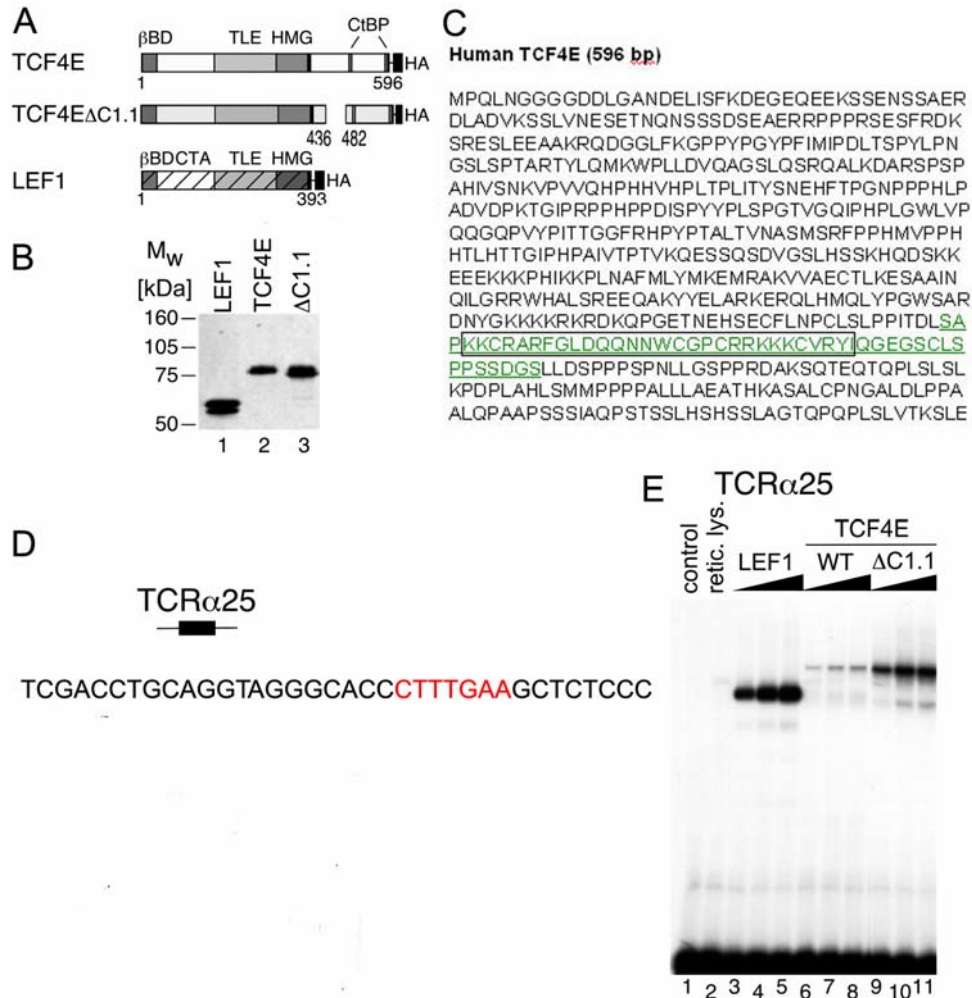 A
CtBP
βBD TLE HMG
TCF4E
HA
1 596
TCF4EΔC1.1
HA
436 482
βBDCTA TLE HMG
LEF1
HA
1 393
B
MW
[kDa]
LEF1
TCF4E
ΔC1.1
160
105
75
50
1 2 3
C
Human TCF4E (596 bp)
MPQLNGGGGDDLGANDELISFKDEGEQEEKSSENSSAER
DLADVKSSLVNESETNQNSSSDSEAERRPPPRSESFRDK
SRESLEEAAKRQDGGLFKGPPYPGYPFIMIPDLTSPYLPN
GSLSPTARTYLQMKWPLLDVQAGSLQSRQALKDARSPSP
AHIVSNKVPVVQHPHHVHPLTPLITYSNEHFTPGNPPPHLP
ADVDPKTGIPRPPHPPDISPYYPLSPGTVGQIPHPLGWLVP
QQGQPVYPITTGGFRHPYPTALTVNASMSRFPPHMVPPH
HTLHTTGIPHPAIVTPTVKQESSQSDVGSLHSSKHQDSKK
EEEKKKPHIKKPLNAFMLYMKEMRAKVVAECTLKESAAIN
QILGRRWHALSREEQAKYYELARKERQLHMQLYPGWSAR
DNYGKKKKRKRDKQPGETNEHSECFLNPCLSLPPITDLSA
PKKCRARFGLDQQNNWCGPCRRKKKCVRYIQGEGSCLS
PPSSDGSLLDSPPPSPNLLGSPPRDAKSQTEQTQPLSLSL
KPDPLAHLSMMPPPPALLLAEATHKASALCPNGALDLPPA
ALQPAAPSSSIAQPSTSSLHSHSSLAGTQPQPLSLVTKSLE
D
TCRα25
TCGACCTGCAGGTAGGGCACCCTTTGAAGCTCTCCC
E
TCRα25
control
retic. lys.
TCF4E
LEF1 WT ΔC1.1
1 2 3 4 5 6 7 8 9 10 11